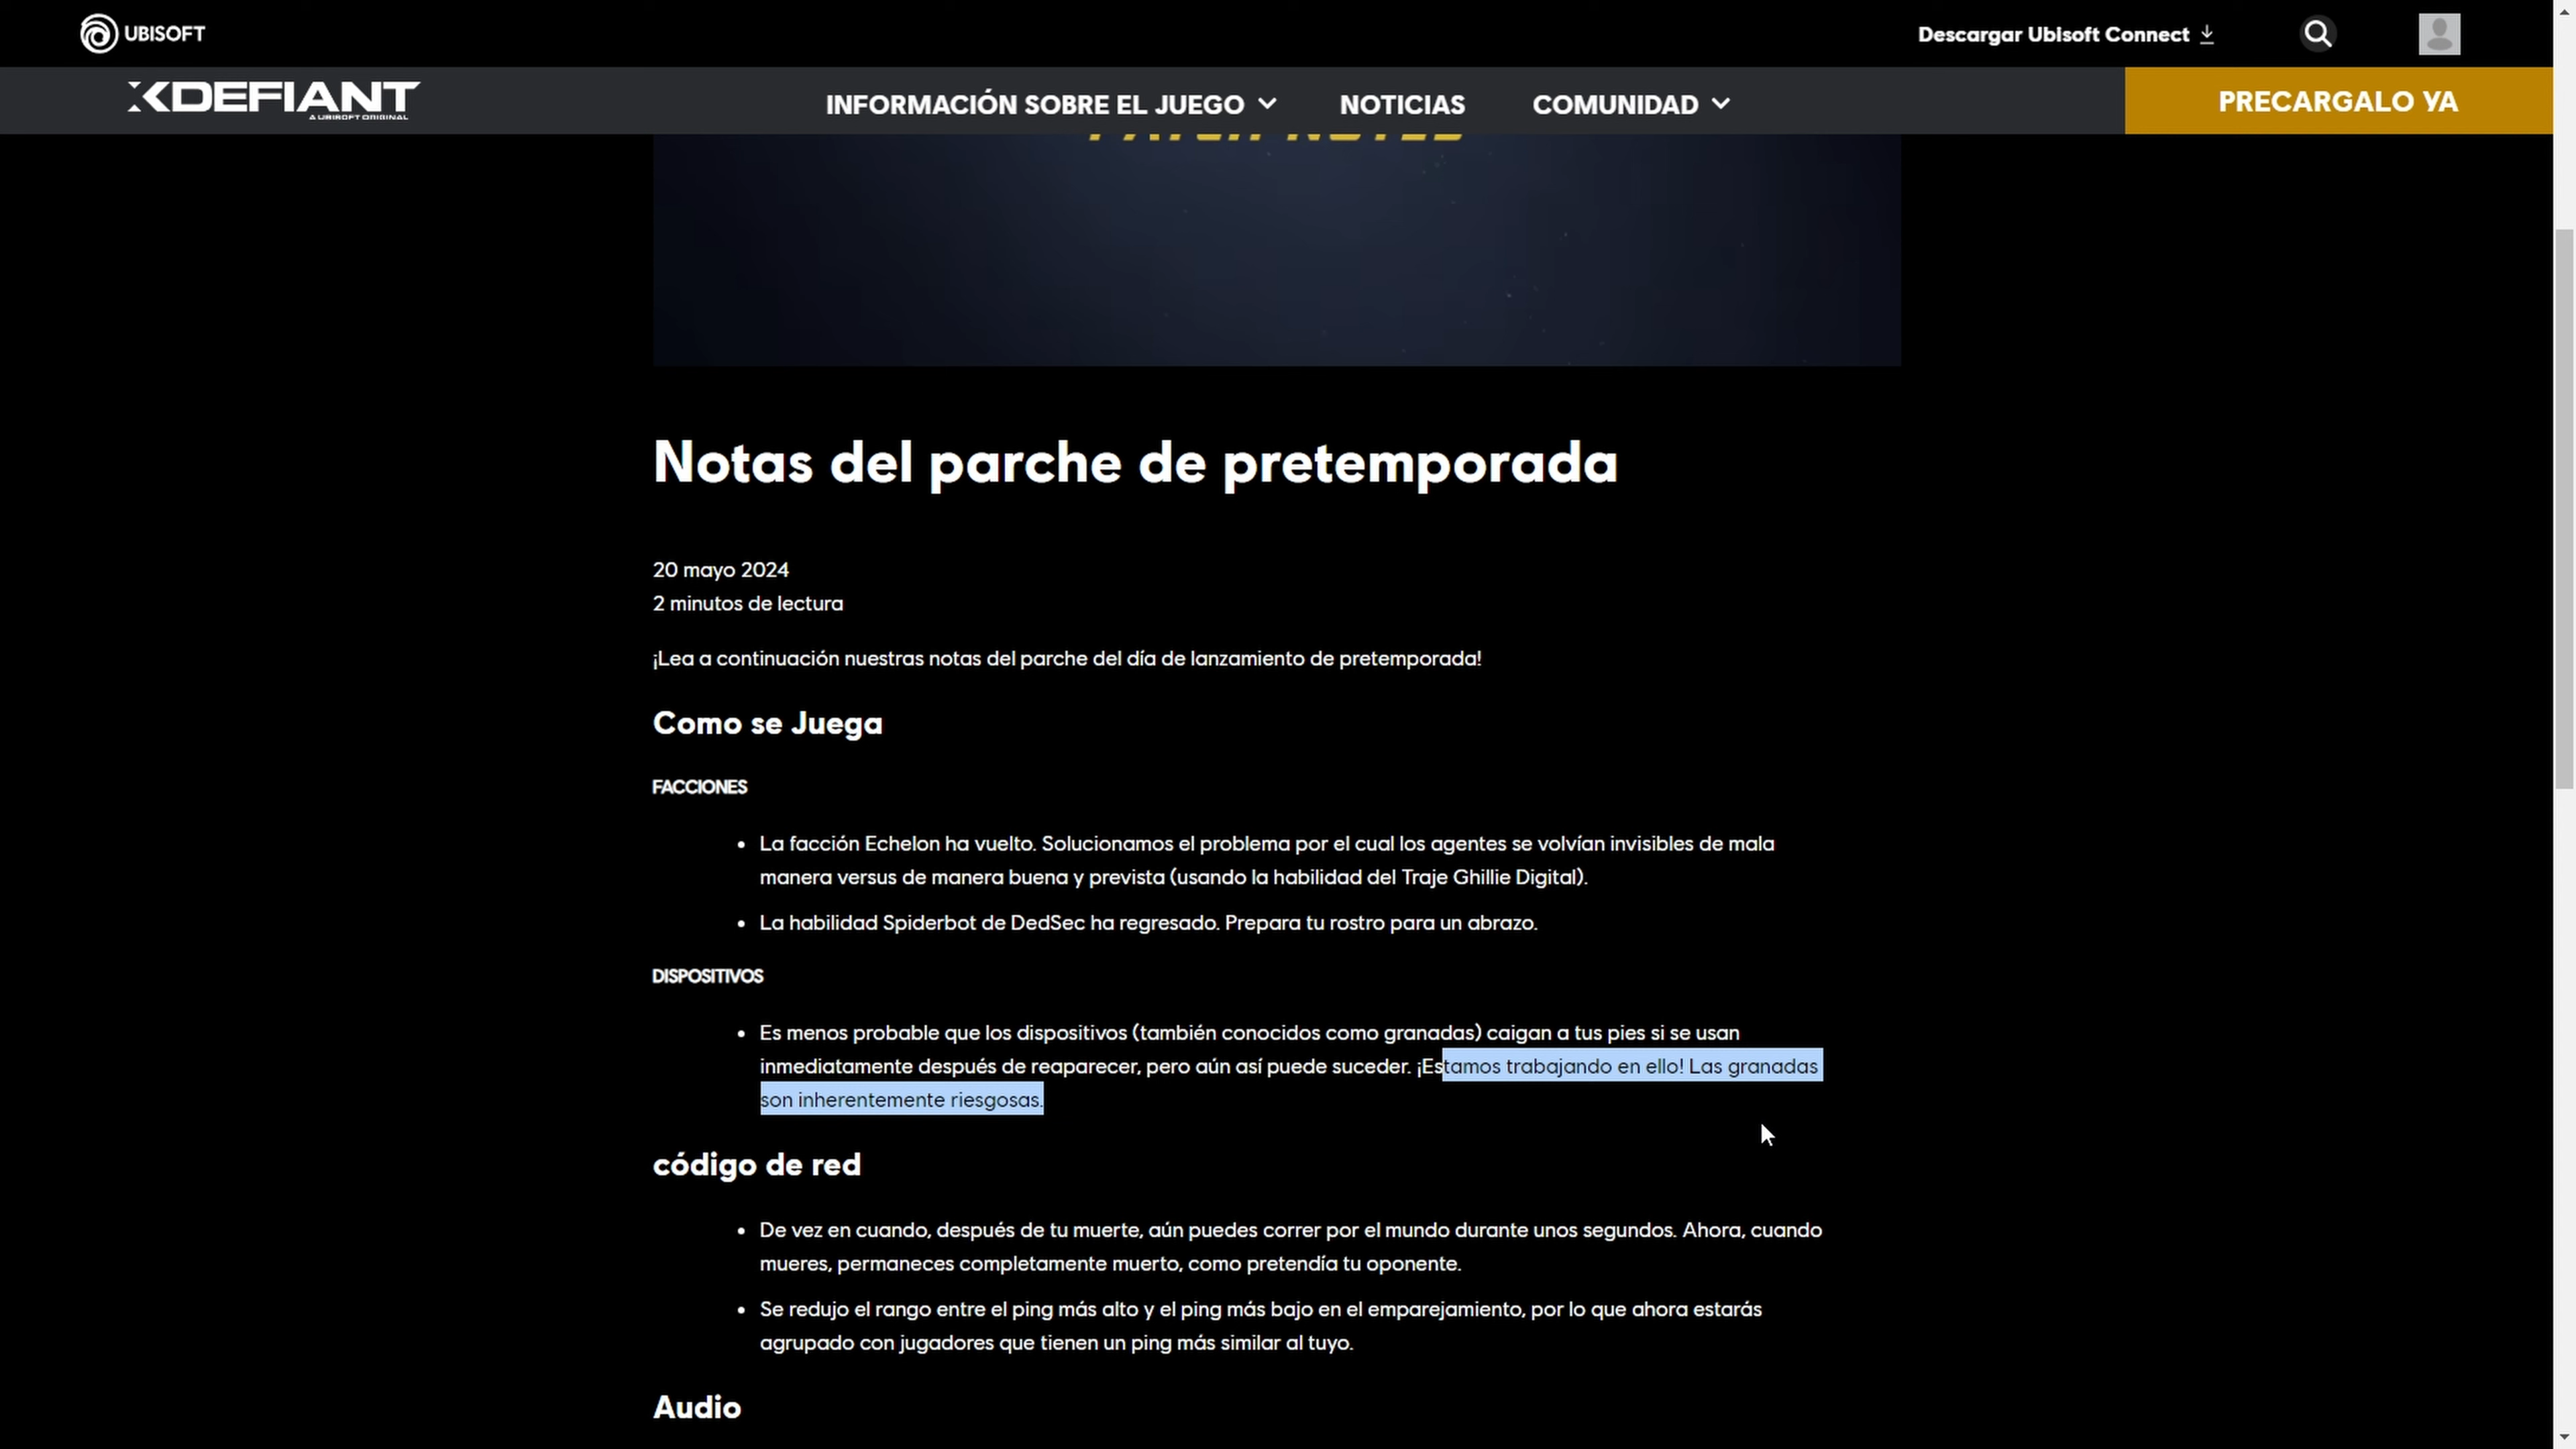 UBISOFT
Descargar Ubisoft Connect
XDEFIANT
A UBISOFT ORIGINAL
INFORMACIÓN SOBRE EL JUEGO
NOTICIAS
COMUNIDAD
PRECARGALO YA
PATCH NOTES
Notas del parche de pretemporada
20 mayo 2024
2 minutos de lectura
¡Lea a continuación nuestras notas del parche del día de lanzamiento de pretemporada!
Como se Juega
FACCIONES
• La facción Echelon ha vuelto. Solucionamos el problema por el cual los agentes se volvían invisibles de mala
manera versus de manera buena y prevista (usando la habilidad del Traje Ghillie Digital).
• La habilidad Spiderbot de DedSec ha regresado. Prepara tu rostro para un abrazo.
DISPOSITIVOS
• Es menos probable que los dispositivos (también conocidos como granadas) caigan a tus pies si se usan
inmediatamente después de reaparecer, pero aún así puede suceder. ¡Estamos trabajando en ello! Las granadas
son inherentemente riesgosas.
código de red
• De vez en cuando, después de tu muerte, aún puedes correr por el mundo durante unos segundos. Ahora, cuando
mueres, permaneces completamente muerto, como pretendía tu oponente.
• Se redujo el rango entre el ping más alto y el ping más bajo en el emparejamiento, por lo que ahora estarás
agrupado con jugadores que tienen un ping más similar al tuyo.
Audio